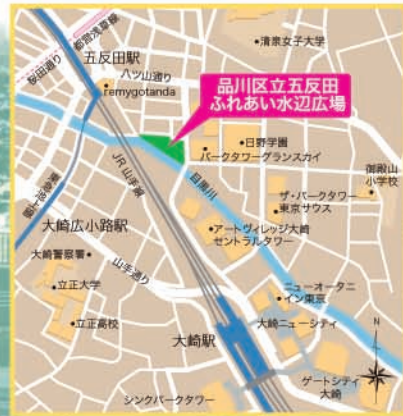 都営浅草線
桜田通り
五反田駅
八ツ山通り
remygotanda
清泉女子大学
品川区立五反田
ふれあい水辺広場
日野学園
パークタワーグランスカイ
御殿山
小学校
JR山手線
目黒川
東急池上線
ザ・パークタワー
東京サウス
大崎広小路駅
アートヴィレッジ大崎
セントラルタワー
大崎警察署
山手通り
立正大学
ニューオータニ
イン東京
立正高校
大崎ニューシティ
大崎駅
N
ゲートシティ
大崎
シンクパークタワー